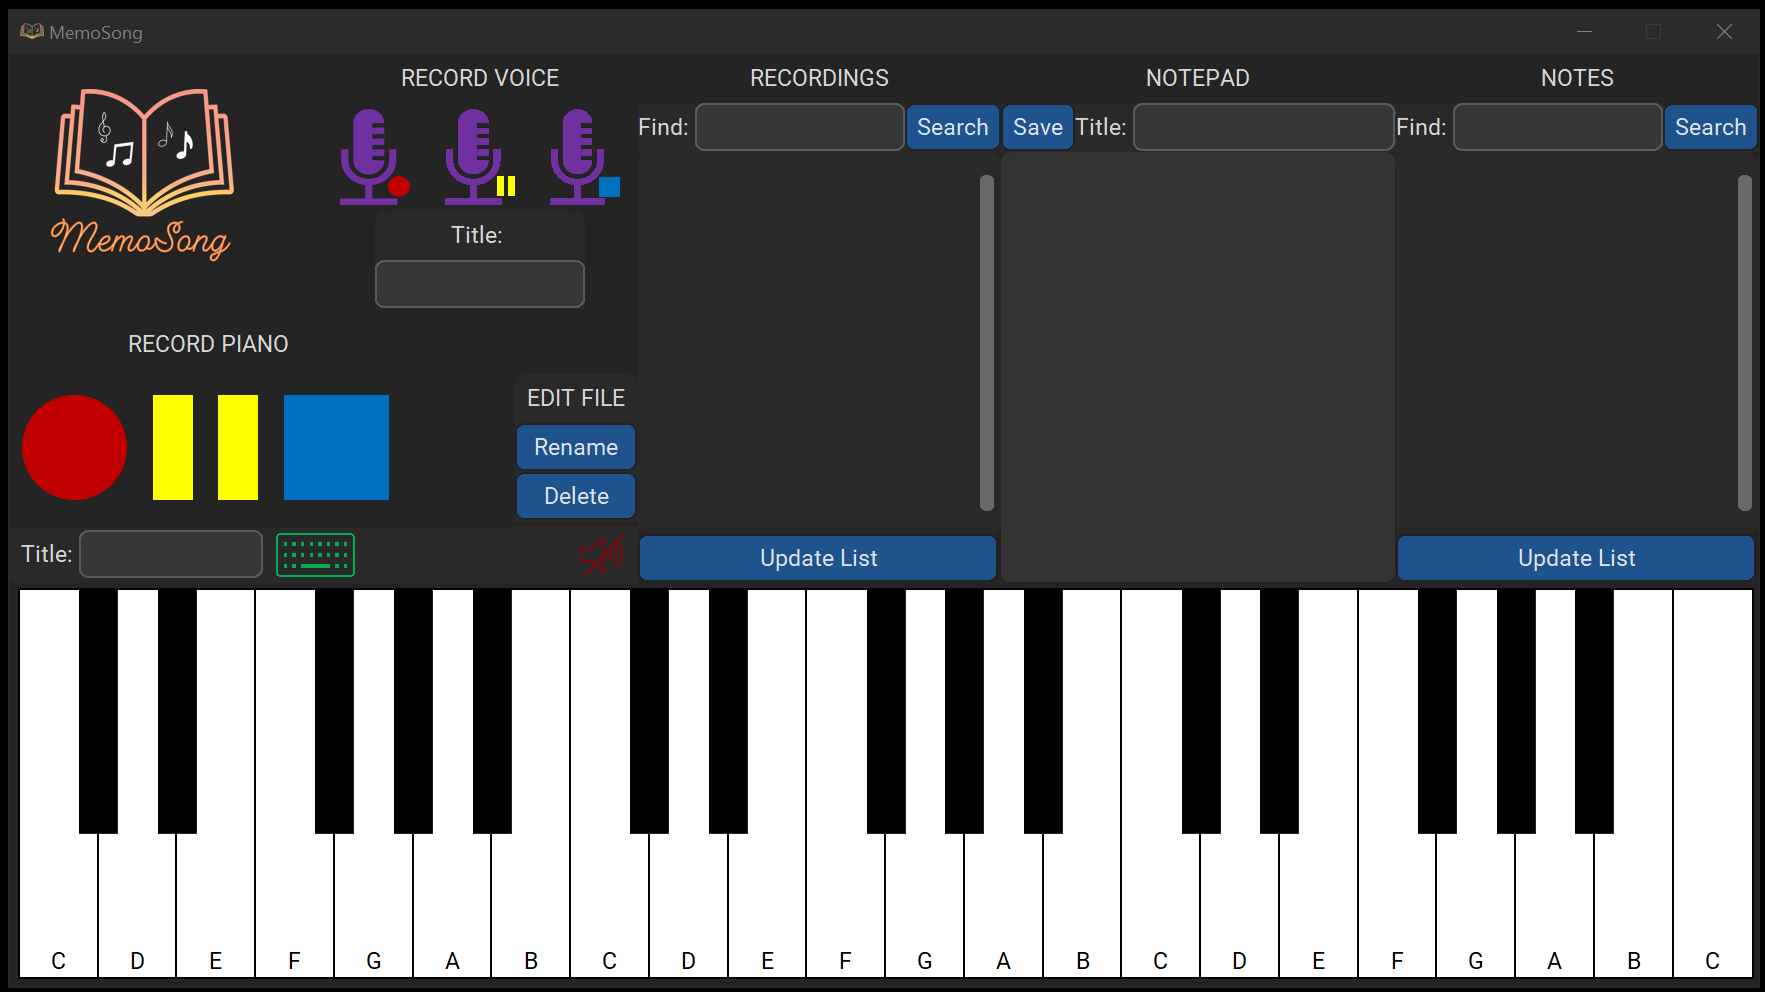 MemoSong
RECORD VOICE
RECORDINGS
NOTEPAD
NOTES
Find:
Search
Save
Title:
Find:
Search
MemoSong
Title:
RECORD PIANO
EDIT FILE
Rename
Delete
Title:
Update List
Update List
C D E F G A B C D E F G A B C D E F G A B C